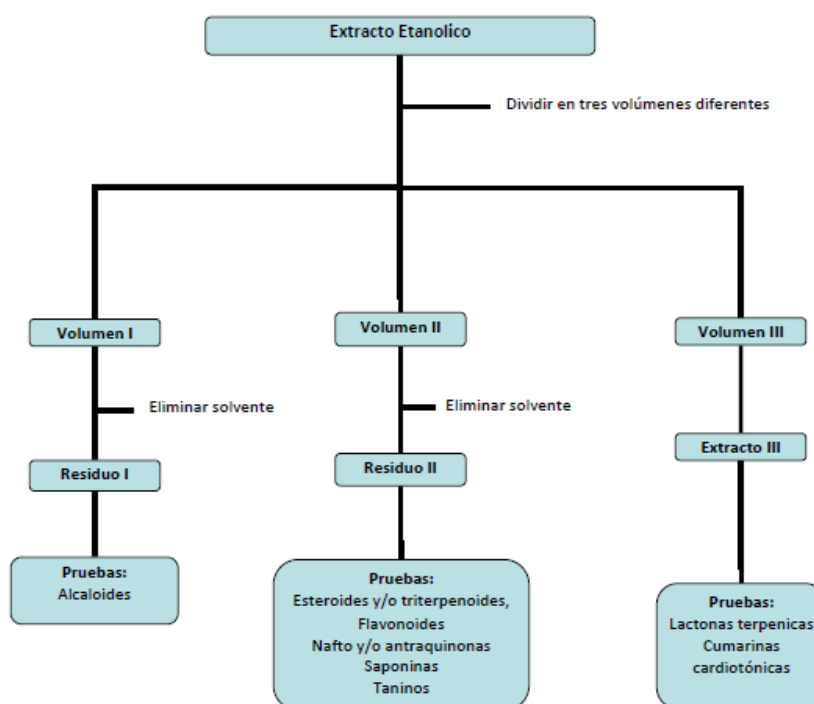 Extracto Etanolico
Dividir en tres volúmenes diferentes
Volumen I
Volumen II
Volumen III
Eliminar solvente
Eliminar solvente
Residuo I
Residuo II
Extracto III
Pruebas:
Alcaloides
Pruebas:
Esteroides y/o triterpenoides,
Flavonoides
Nafto y/o antraquinonas
Saponinas
Taninos
Pruebas:
Lactonas terpenicas
Cumarinas
cardiotónicas